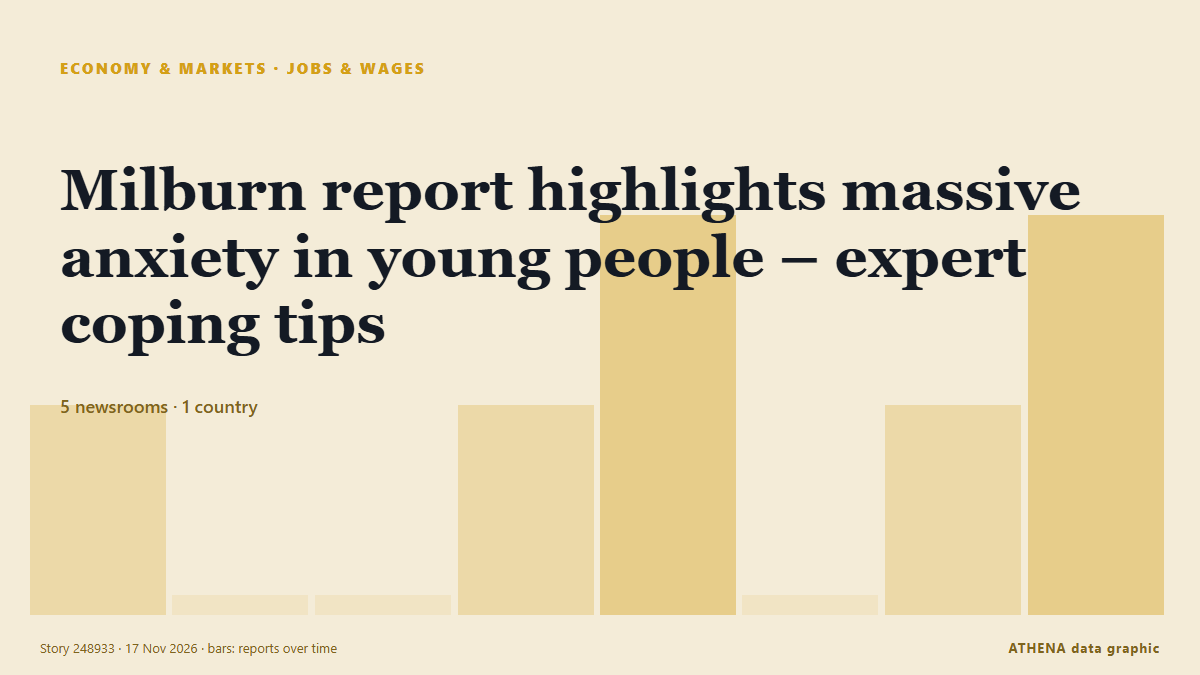 ECONOMY & MARKETS · JOBS & WAGES
Milburn report highlights massive
anxiety in young people – expert
coping tips
5 newsrooms · 1 country
Story 248933 · 17 Nov 2026 · bars: reports over time
ATHENA data graphic